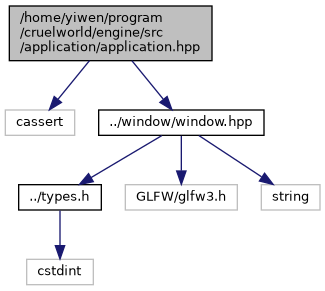 /home/yiwen/program
/cruelworld/engine/src
/application/application.hpp
cassert
../window/window.hpp
../types.h
GLFW/glfw3.h
string
cstdint